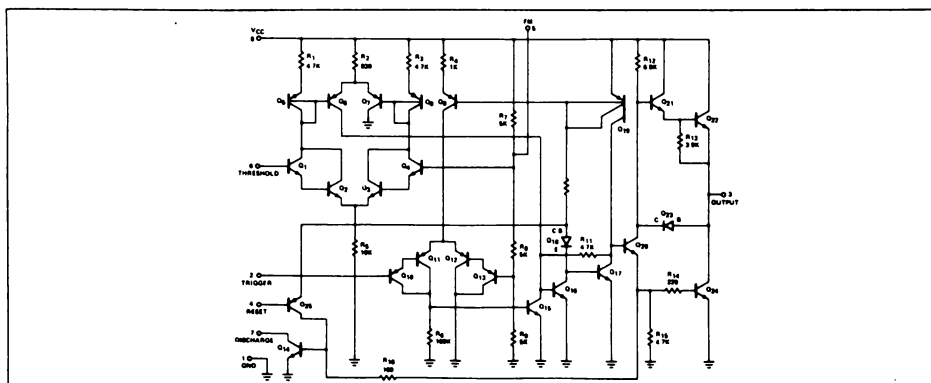 FM
5
VCC
8
R1
4.7K
R2
830
R3
4.7K
R4
1K
R12
6.8K
Q5
Q6
Q7
Q8
Q9
R7
5K
Q19
Q21
Q22
R13
3.9K
Q1
Q4
6
THRESHOLD
Q2
Q3
3
OUTPUT
Q23
C B
R5
10K
R8
5K
C B
Q18
E
R11
4.7K
Q20
Q11
Q12
Q10
Q13
Q17
R14
220
Q24
2
TRIGGER
Q16
Q15
4
RESET
Q25
R6
100K
R9
5K
R15
4.7K
7
DISCHARGE
Q14
1
GND
R16
100